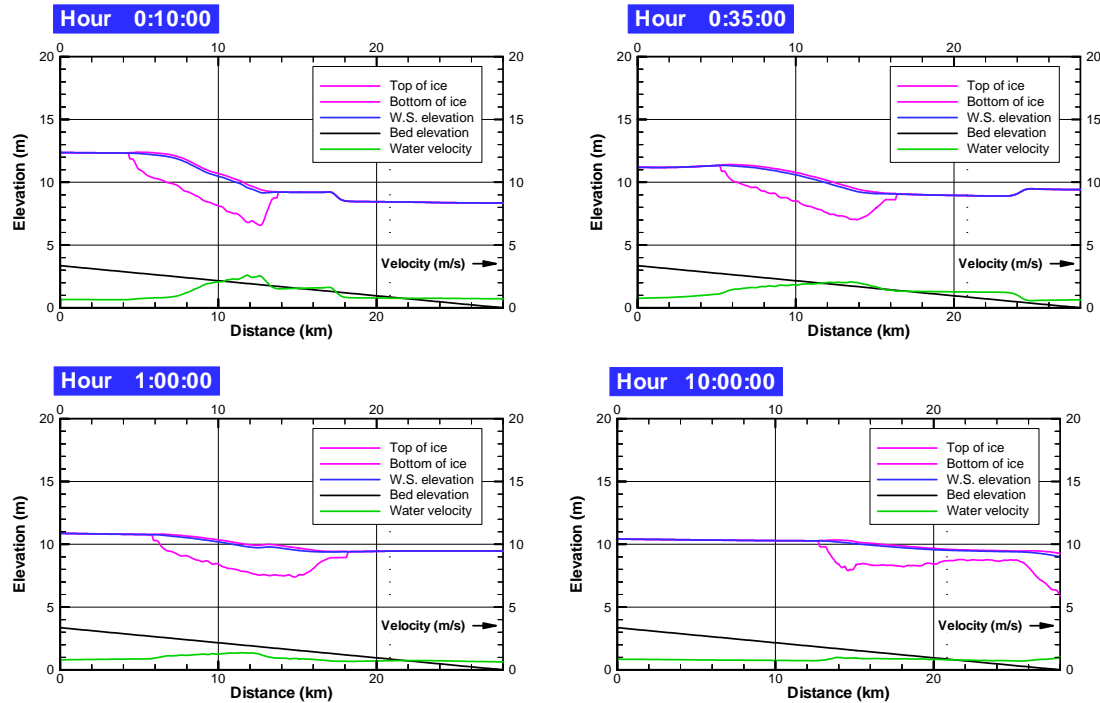 Hour 0:10:00
0 10 20
20 20
15 15
10 10
5 5
0 0
Elevation (m)
Top of ice
Bottom of ice
W.S. elevation
Bed elevation
Water velocity
Velocity (m/s)
0 10 20
Distance (km)
Hour 0:35:00
0 10 20
20 20
15 15
10 10
5 5
0 0
Elevation (m)
Top of ice
Bottom of ice
W.S. elevation
Bed elevation
Water velocity
Velocity (m/s)
0 10 20
Distance (km)
Hour 1:00:00
0 10 20
20 20
15 15
10 10
5 5
0 0
Elevation (m)
Top of ice
Bottom of ice
W.S. elevation
Bed elevation
Water velocity
Velocity (m/s)
0 10 20
Distance (km)
Hour 10:00:00
0 10 20
20 20
15 15
10 10
5 5
0 0
Elevation (m)
Top of ice
Bottom of ice
W.S. elevation
Bed elevation
Water velocity
Velocity (m/s)
0 10 20
Distance (km)